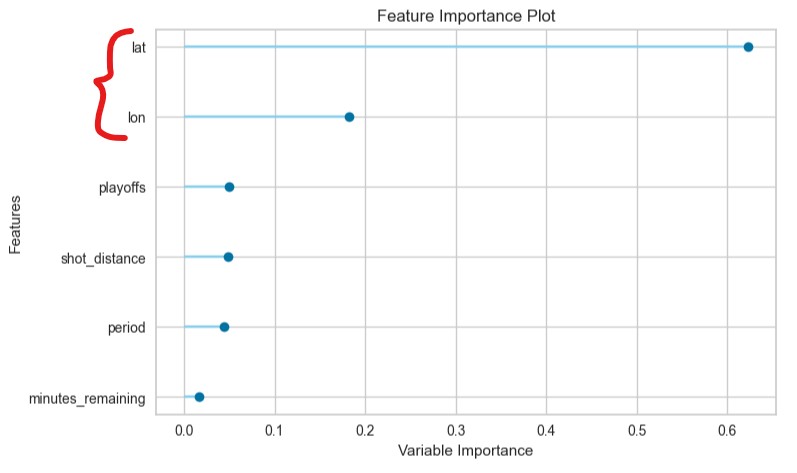 Feature Importance Plot
lat
lon
playoffs
shot_distance
period
minutes_remaining
Features
0.0 0.1 0.2 0.3 0.4 0.5 0.6
Variable Importance